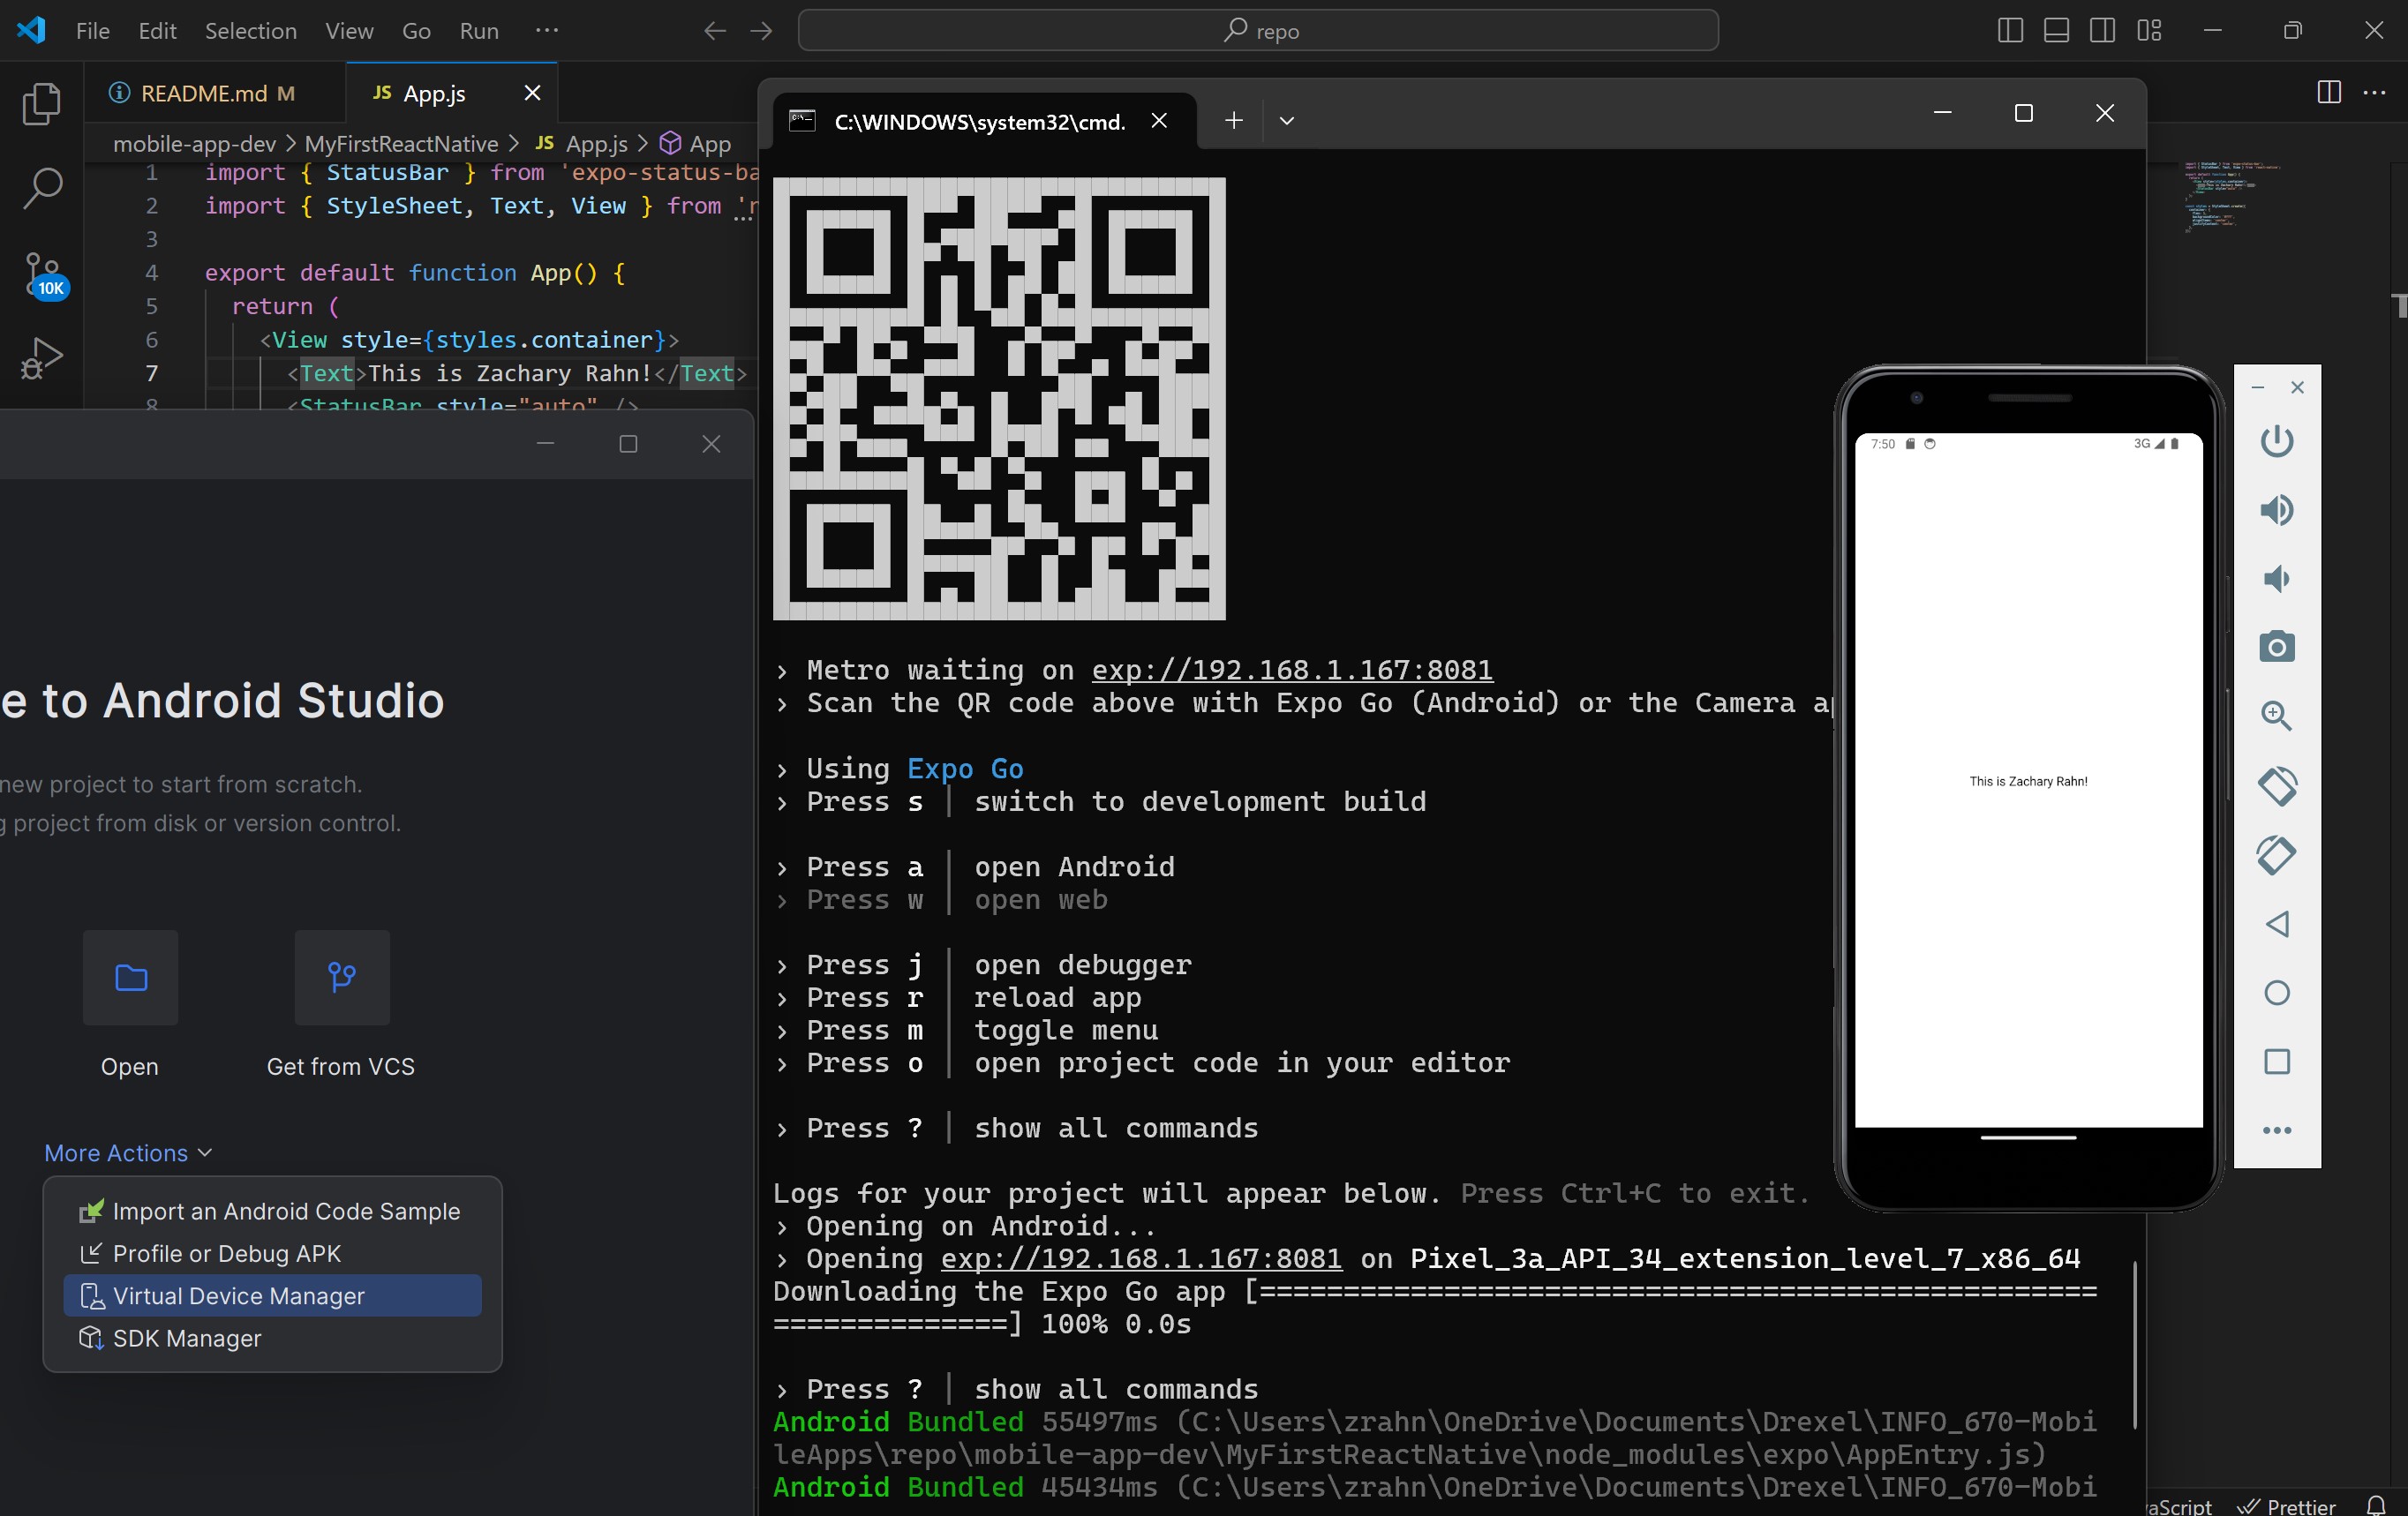 File Edit Selection View Go Run ··· repo
README.md M JS App.js
mobile-app-dev > MyFirstReactNative > JS App.js > App
1 import { StatusBar } from 'expo-status-ba
2 import { StyleSheet, Text, View } from 'r
3
4 export default function App() {
5 return (
6 <View style={styles.container}>
7 <Text>This is Zachary Rahn!</Text>
8 <StatusBar style="auto" />
10K
e to Android Studio
new project to start from scratch.
g project from disk or version control.
Open Get from VCS
More Actions
Import an Android Code Sample
Profile or Debug APK
Virtual Device Manager
SDK Manager
C:\WINDOWS\system32\cmd.
› Metro waiting on exp://192.168.1.167:8081
› Scan the QR code above with Expo Go (Android) or the Camera ap
› Using Expo Go
› Press s │ switch to development build
› Press a │ open Android
› Press w │ open web
› Press j │ open debugger
› Press r │ reload app
› Press m │ toggle menu
› Press o │ open project code in your editor
› Press ? │ show all commands
Logs for your project will appear below. Press Ctrl+C to exit.
› Opening on Android...
› Opening exp://192.168.1.167:8081 on Pixel_3a_API_34_extension_level_7_x86_64
Downloading the Expo Go app [==================================================
==============] 100% 0.0s
› Press ? │ show all commands
Android Bundled 55497ms (C:\Users\zrahn\OneDrive\Documents\Drexel\INFO_670-Mobi
leApps\repo\mobile-app-dev\MyFirstReactNative\node_modules\expo\AppEntry.js)
Android Bundled 45434ms (C:\Users\zrahn\OneDrive\Documents\Drexel\INFO_670-Mobi
7:50 3G
This is Zachary Rahn!
aScript Prettier